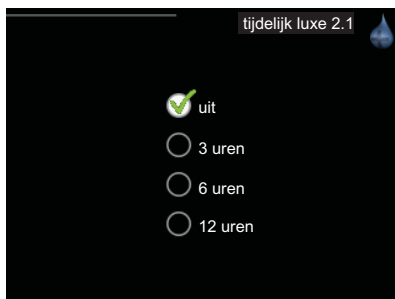 tijdelijk luxe 2.1
uit
3 uren
6 uren
12 uren